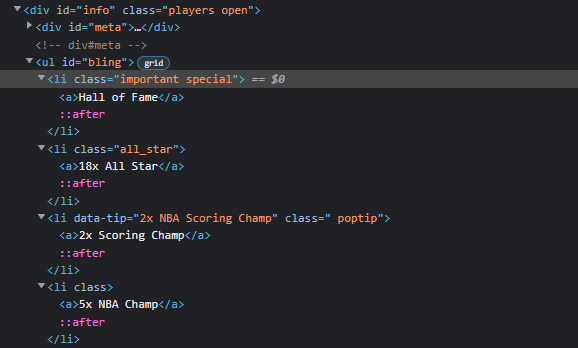 <div id="info" class="players open">
<div id="meta">…</div>
<!-- div#meta -->
<ul id="bling"> grid
<li class="important special"> == $0
<a>Hall of Fame</a>
::after
</li>
<li class="all_star">
<a>18x All Star</a>
::after
</li>
<li data-tip="2x NBA Scoring Champ" class=" poptip">
<a>2x Scoring Champ</a>
::after
</li>
<li class>
<a>5x NBA Champ</a>
::after
</li>